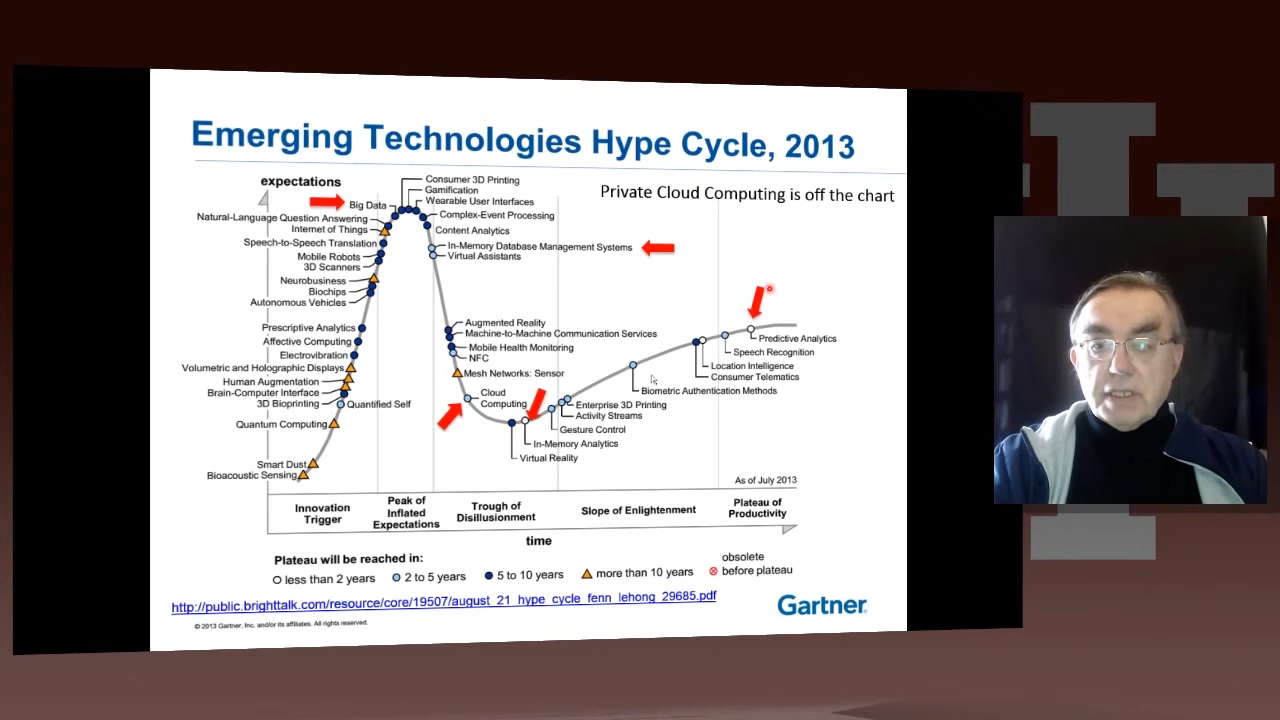 Emerging Technologies Hype Cycle, 2013
expectations
Private Cloud Computing is off the chart
Consumer 3D Printing
Gamification
Wearable User Interfaces
Big Data
Complex-Event Processing
Natural-Language Question Answering
Internet of Things
Content Analytics
Speech-to-Speech Translation
In-Memory Database Management Systems
Virtual Assistants
Mobile Robots
3D Scanners
Neurobusiness
Biochips
Autonomous Vehicles
Prescriptive Analytics
Affective Computing
Electrovibration
Volumetric and Holographic Displays
Human Augmentation
Brain-Computer Interface
3D Bioprinting
Quantified Self
Quantum Computing
Smart Dust
Bioacoustic Sensing
Augmented Reality
Machine-to-Machine Communication Services
Mobile Health Monitoring
NFC
Mesh Networks: Sensor
Cloud
Computing
Predictive Analytics
Speech Recognition
Location Intelligence
Consumer Telematics
Biometric Authentication Methods
Enterprise 3D Printing
Activity Streams
Gesture Control
In-Memory Analytics
Virtual Reality
As of July 2013
Innovation
Trigger
Peak of
Inflated
Expectations
Trough of
Disillusionment
Slope of Enlightenment
Plateau of
Productivity
time
Plateau will be reached in:
less than 2 years
2 to 5 years
5 to 10 years
more than 10 years
obsolete
before plateau
http://public.brighttalk.com/resource/core/19507/august_21_hype_cycle_fenn_lehong_29685.pdf
Gartner
© 2013 Gartner, Inc. and/or its affiliates. All rights reserved.